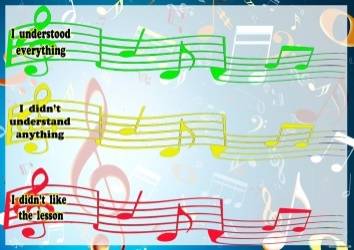 I understood
everything
I didn't
understand
anything
I didn't like
the lesson